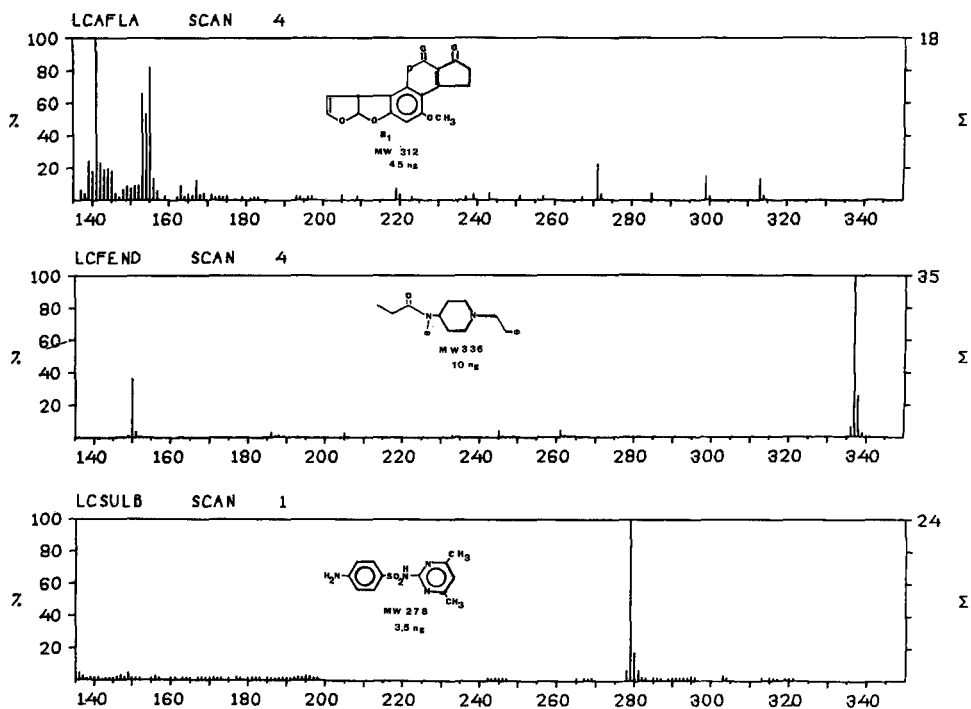 LCAFLA SCAN 4
100 80 60 40 20
%
18
Σ
O O
O
O O
OCH3
B1
MW 312
45 ng
140 160 180 200 220 240 260 280 300 320 340
LCFEND SCAN 4
100 80 60 40 20
%
35
Σ
O
N N
MW 336
10 ng
140 160 180 200 220 240 260 280 300 320 340
LCSULB SCAN 1
100 80 60 40 20
%
24
Σ
CH3
H
H2N SO2N N
N
CH3
MW 278
3,5 ng
140 160 180 200 220 240 260 280 300 320 340